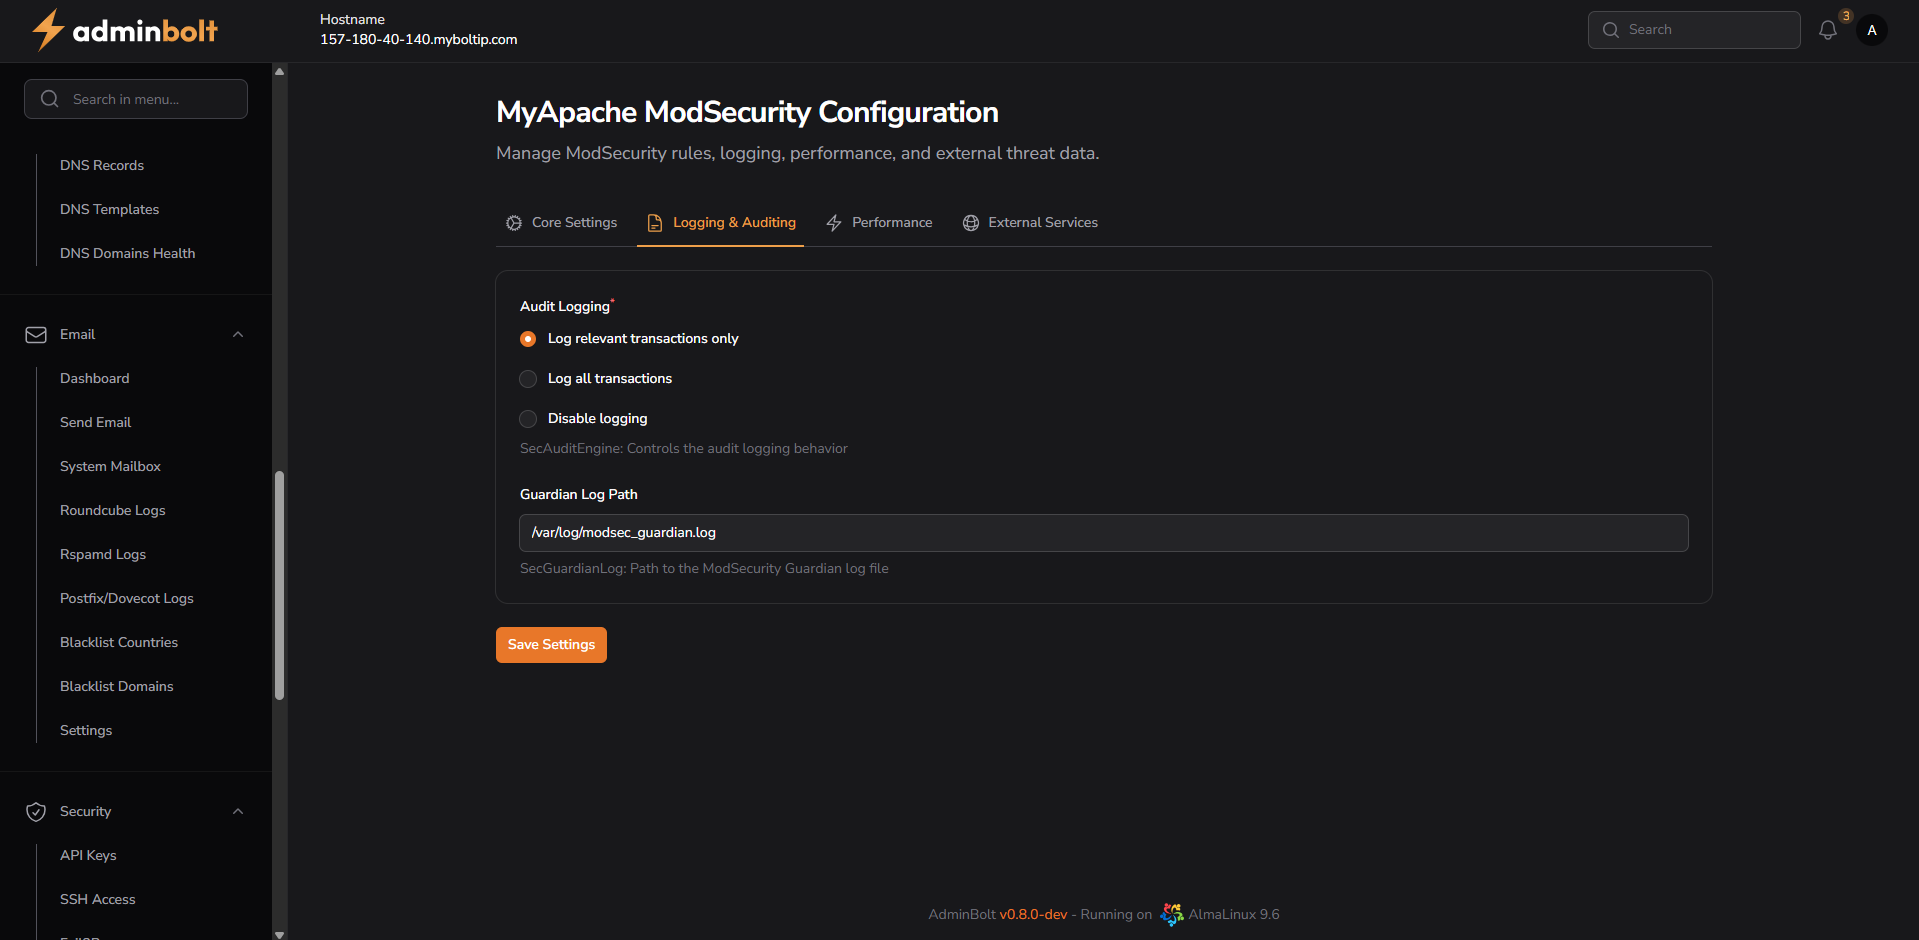 adminbolt
Hostname
157-180-40-140.myboltip.com
Search
3
A
Search in menu...
DNS Records
DNS Templates
DNS Domains Health
Email
Dashboard
Send Email
System Mailbox
Roundcube Logs
Rspamd Logs
Postfix/Dovecot Logs
Blacklist Countries
Blacklist Domains
Settings
Security
API Keys
SSH Access
MyApache ModSecurity Configuration
Manage ModSecurity rules, logging, performance, and external threat data.
Core Settings
Logging & Auditing
Performance
External Services
Audit Logging*
Log relevant transactions only
Log all transactions
Disable logging
SecAuditEngine: Controls the audit logging behavior
Guardian Log Path
/var/log/modsec_guardian.log
SecGuardianLog: Path to the ModSecurity Guardian log file
Save Settings
AdminBolt v0.8.0-dev - Running on AlmaLinux 9.6